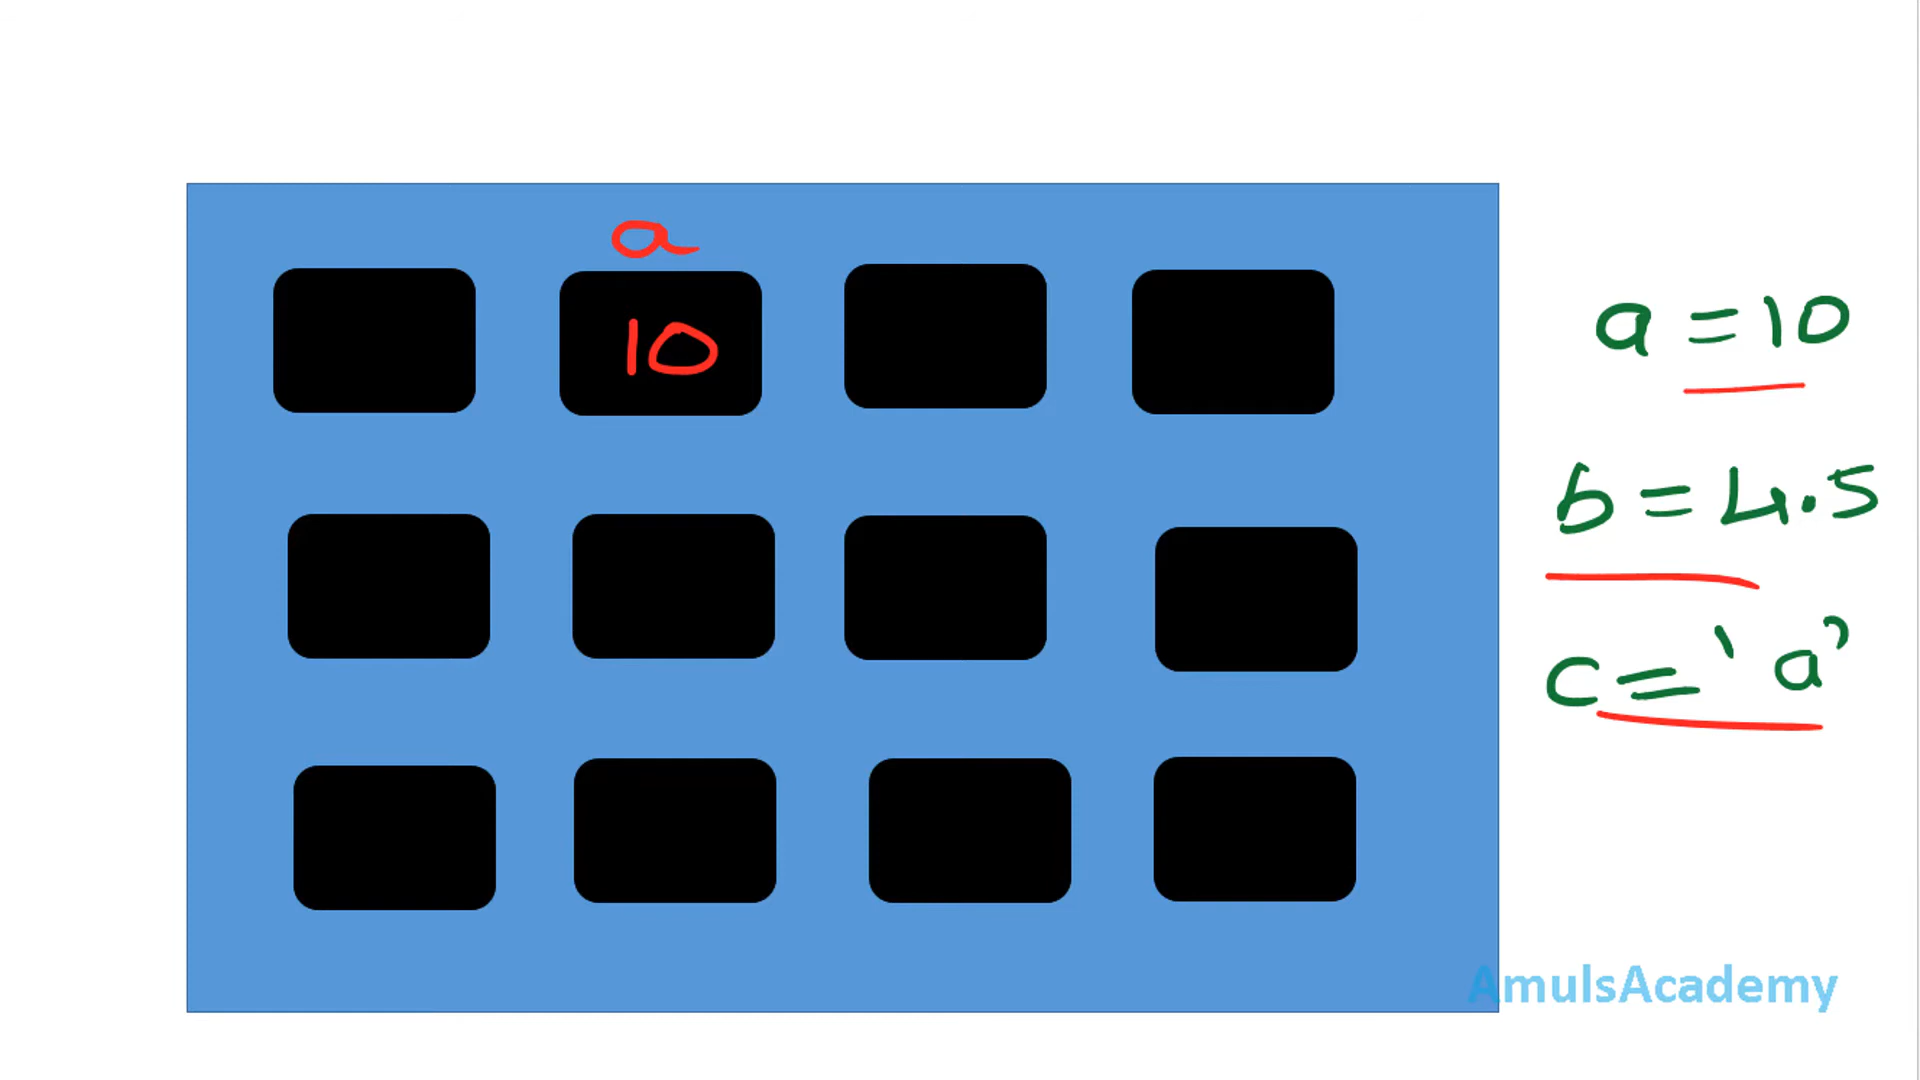 a
10
a = 10
b = 4.5
c = 'a'
AmulsAcademy